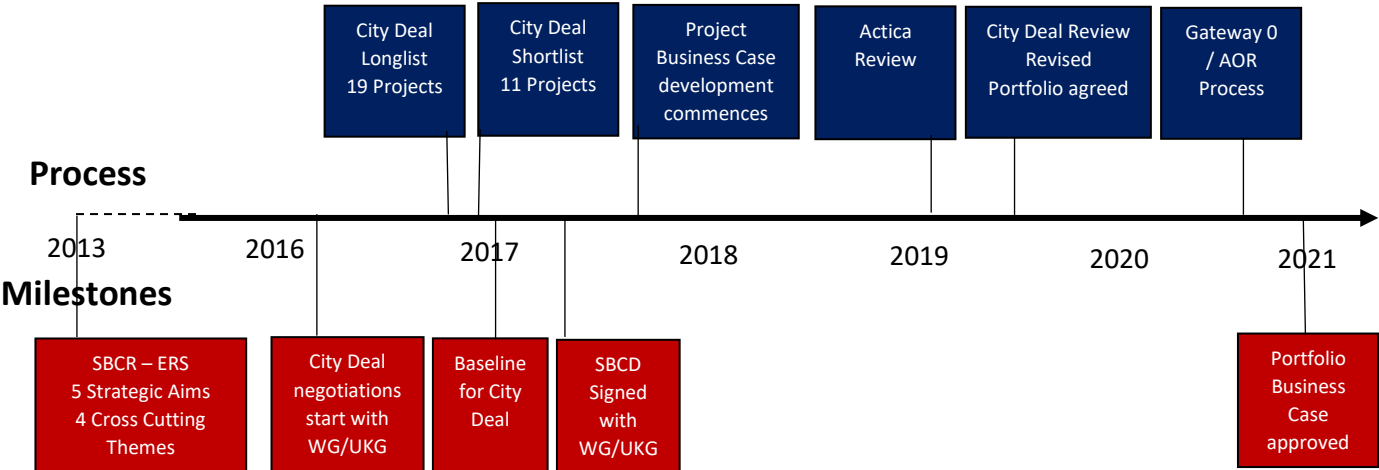 City Deal
Longlist
19 Projects
City Deal
Shortlist
11 Projects
Project
Business Case
development
commences
Actica
Review
City Deal Review
Revised
Portfolio agreed
Gateway 0
/ AOR
Process
Process
2013
2016
2017
2018
2019
2020
2021
Milestones
SBCR – ERS
5 Strategic Aims
4 Cross Cutting
Themes
City Deal
negotiations
start with
WG/UKG
Baseline
for City
Deal
SBCD
Signed
with
WG/UKG
Portfolio
Business
Case
approved